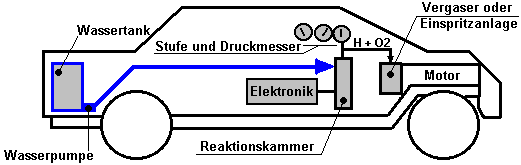 Vergaser oder
Einspritzanlage
Wassertank
Stufe und Druckmesser
H + O2
Motor
Elektronik
Wasserpumpe
Reaktionskammer